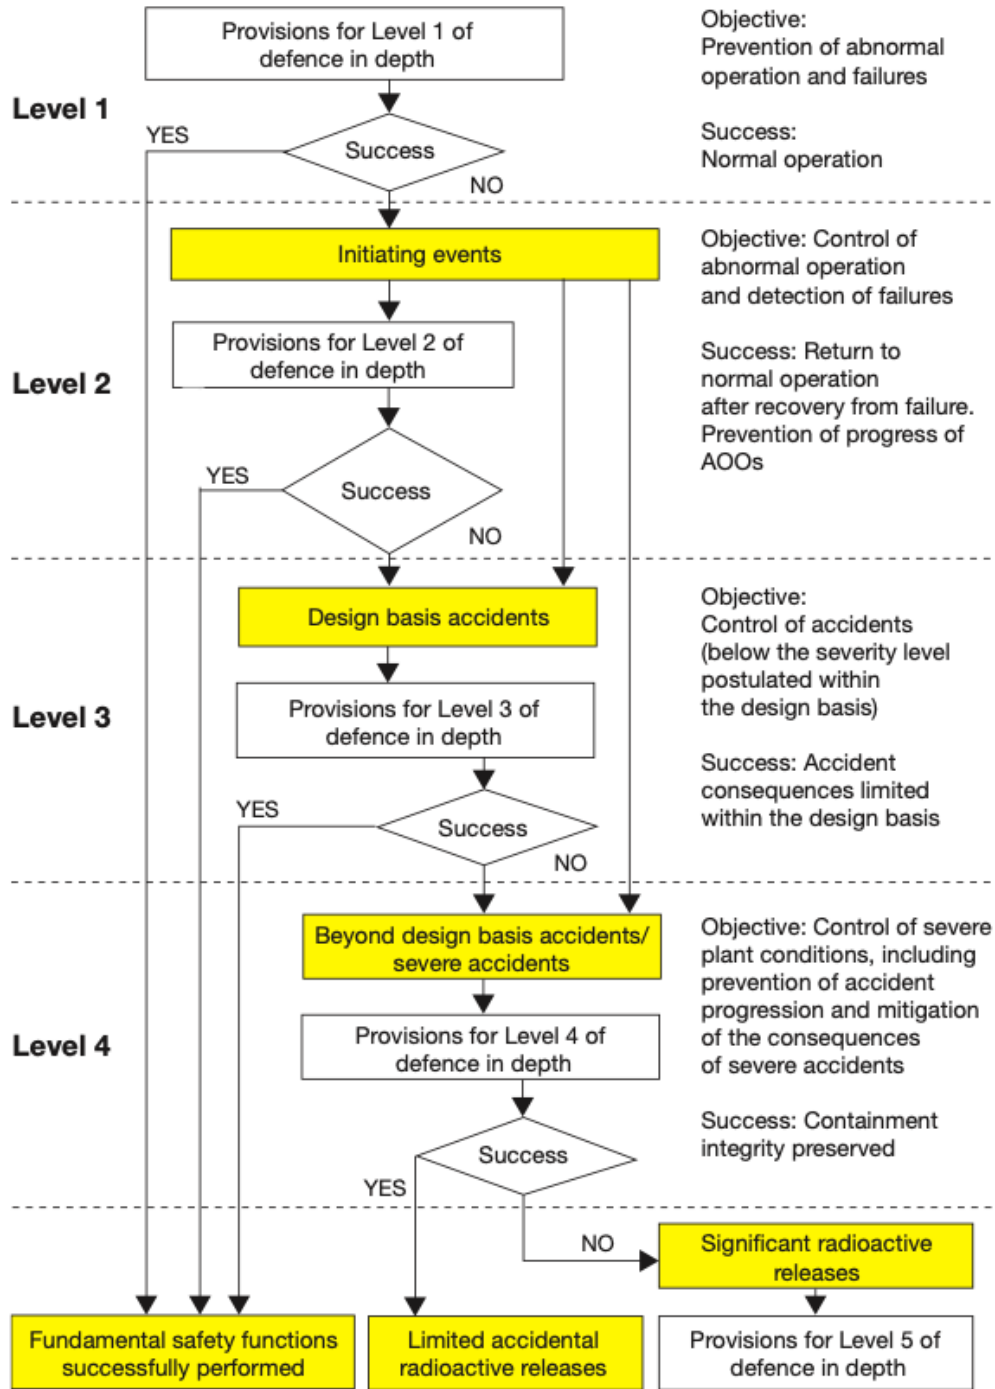 Provisions for Level 1 of
defence in depth
Objective:
Prevention of abnormal
operation and failures
Level 1
YES
Success
NO
Success:
Normal operation
Initiating events
Objective: Control of
abnormal operation
and detection of failures
Provisions for Level 2 of
defence in depth
Level 2
Success: Return to
normal operation
after recovery from failure.
Prevention of progress of
AOOs
YES
Success
NO
Design basis accidents
Objective:
Control of accidents
(below the severity level
postulated within
the design basis)
Level 3
Provisions for Level 3 of
defence in depth
Success: Accident
consequences limited
within the design basis
YES
Success
NO
Beyond design basis accidents/
severe accidents
Objective: Control of severe
plant conditions, including
prevention of accident
progression and mitigation
of the consequences
of severe accidents
Level 4
Provisions for Level 4 of
defence in depth
Success: Containment
integrity preserved
Success
YES
NO
Significant radioactive
releases
Fundamental safety functions
successfully performed
Limited accidental
radioactive releases
Provisions for Level 5 of
defence in depth